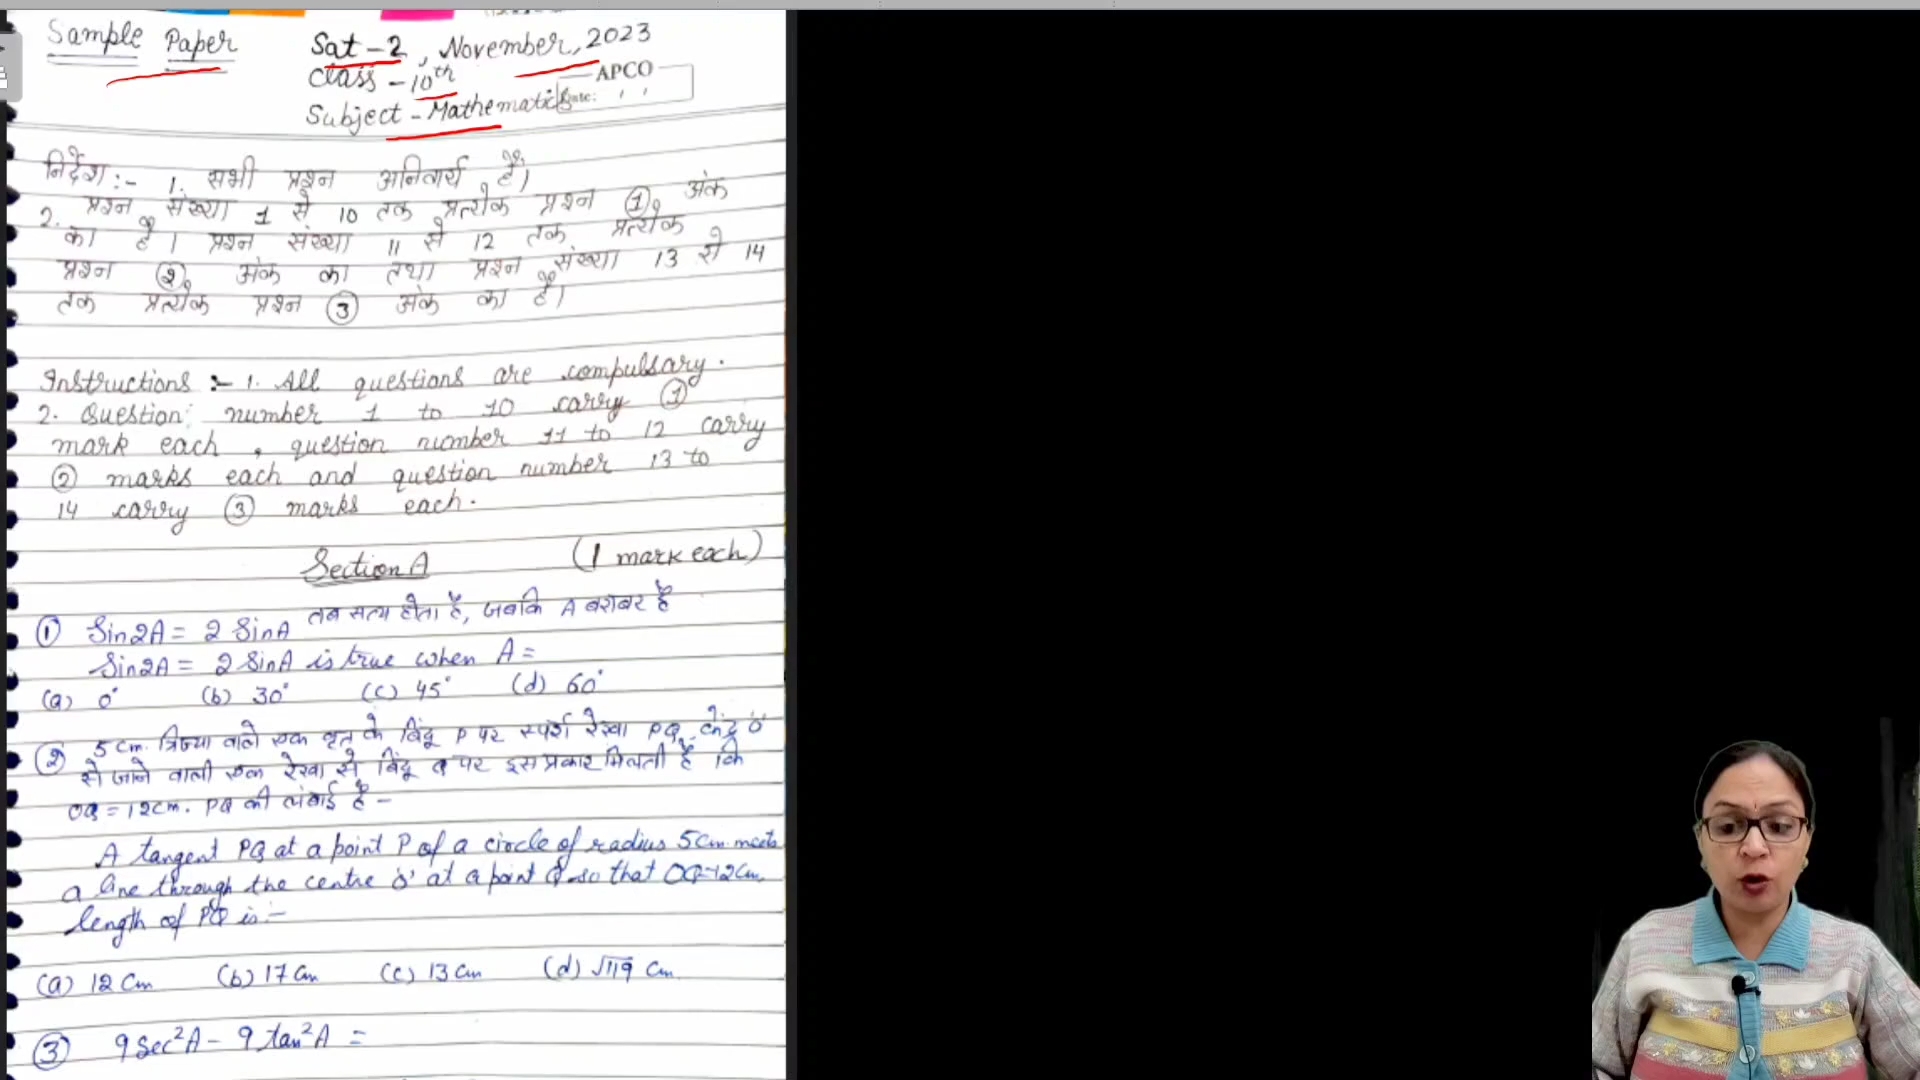 Sample Paper
Sat-2, November, 2023
Class - 10th
Subject - Mathematics
APCO
Date:
निर्देश:- 1. सभी प्रश्न अनिवार्य हैं।
2. प्रश्न संख्या 1 से 10 तक प्रत्येक प्रश्न ① अंक
का है। प्रश्न संख्या 11 से 12 तक प्रत्येक
प्रश्न ② अंक का तथा प्रश्न संख्या 13 से 14
तक प्रत्येक प्रश्न ③ अंक का है।
Instructions :- 1. All questions are compulsary.
2. Question: number 1 to 10 carry ①
mark each, question number 11 to 12 carry
② marks each and question number 13 to
14 carry ③ marks each.
Section A (1 mark each)
① Sin2A = 2 SinA तब सत्य होता है, जबकि A बराबर है
Sin2A = 2 SinA is true when A =
(a) 0° (b) 30° (c) 45° (d) 60°
② 5 cm. त्रिज्या वाले एक वृत के बिंदू P पर स्पर्श रेखा PQ केंद्र 'O'
से जाने वाली एक रेखा से बिंदू Q पर इस प्रकार मिलती है कि
OQ = 12cm. PQ की लंबाई है -
A tangent PQ at a point P of a circle of radius 5 cm. meets
a line through the centre 'O' at a point Q so that OQ=12cm.
length of PQ is :-
(a) 12 cm (b) 17 cm (c) 13 cm (d) √119 cm.
③ 9 Sec²A - 9 tan²A =